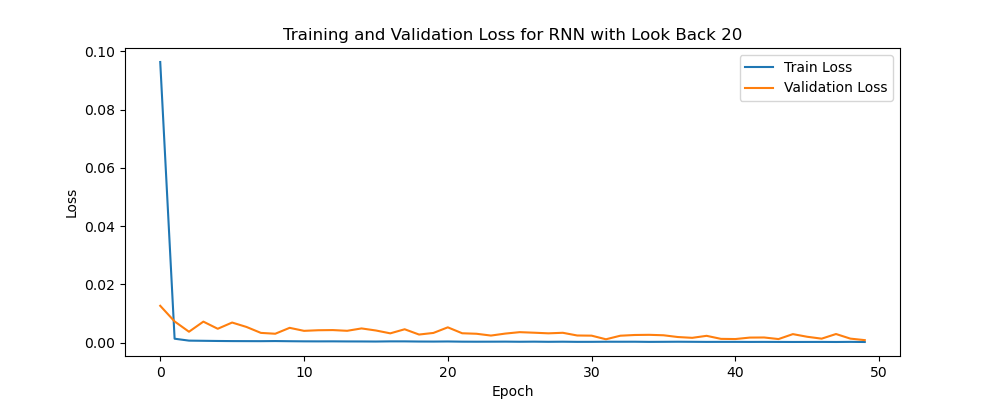 Training and Validation Loss for RNN with Look Back 20
0.10
0.08
0.06
0.04
0.02
0.00
Loss
Train Loss
Validation Loss
0
10
20
30
40
50
Epoch